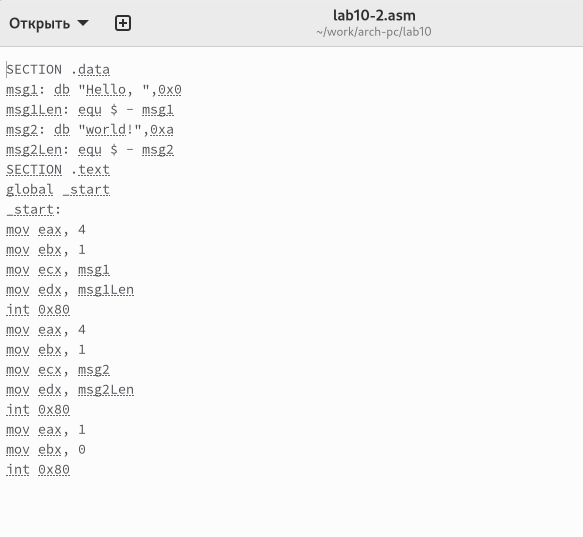 Открыть
lab10-2.asm
~/work/arch-pc/lab10
SECTION .data
msg1: db "Hello, ",0x0
msg1Len: equ $ - msg1
msg2: db "world!",0xa
msg2Len: equ $ - msg2
SECTION .text
global _start
_start:
mov eax, 4
mov ebx, 1
mov ecx, msg1
mov edx, msg1Len
int 0x80
mov eax, 4
mov ebx, 1
mov ecx, msg2
mov edx, msg2Len
int 0x80
mov eax, 1
mov ebx, 0
int 0x80